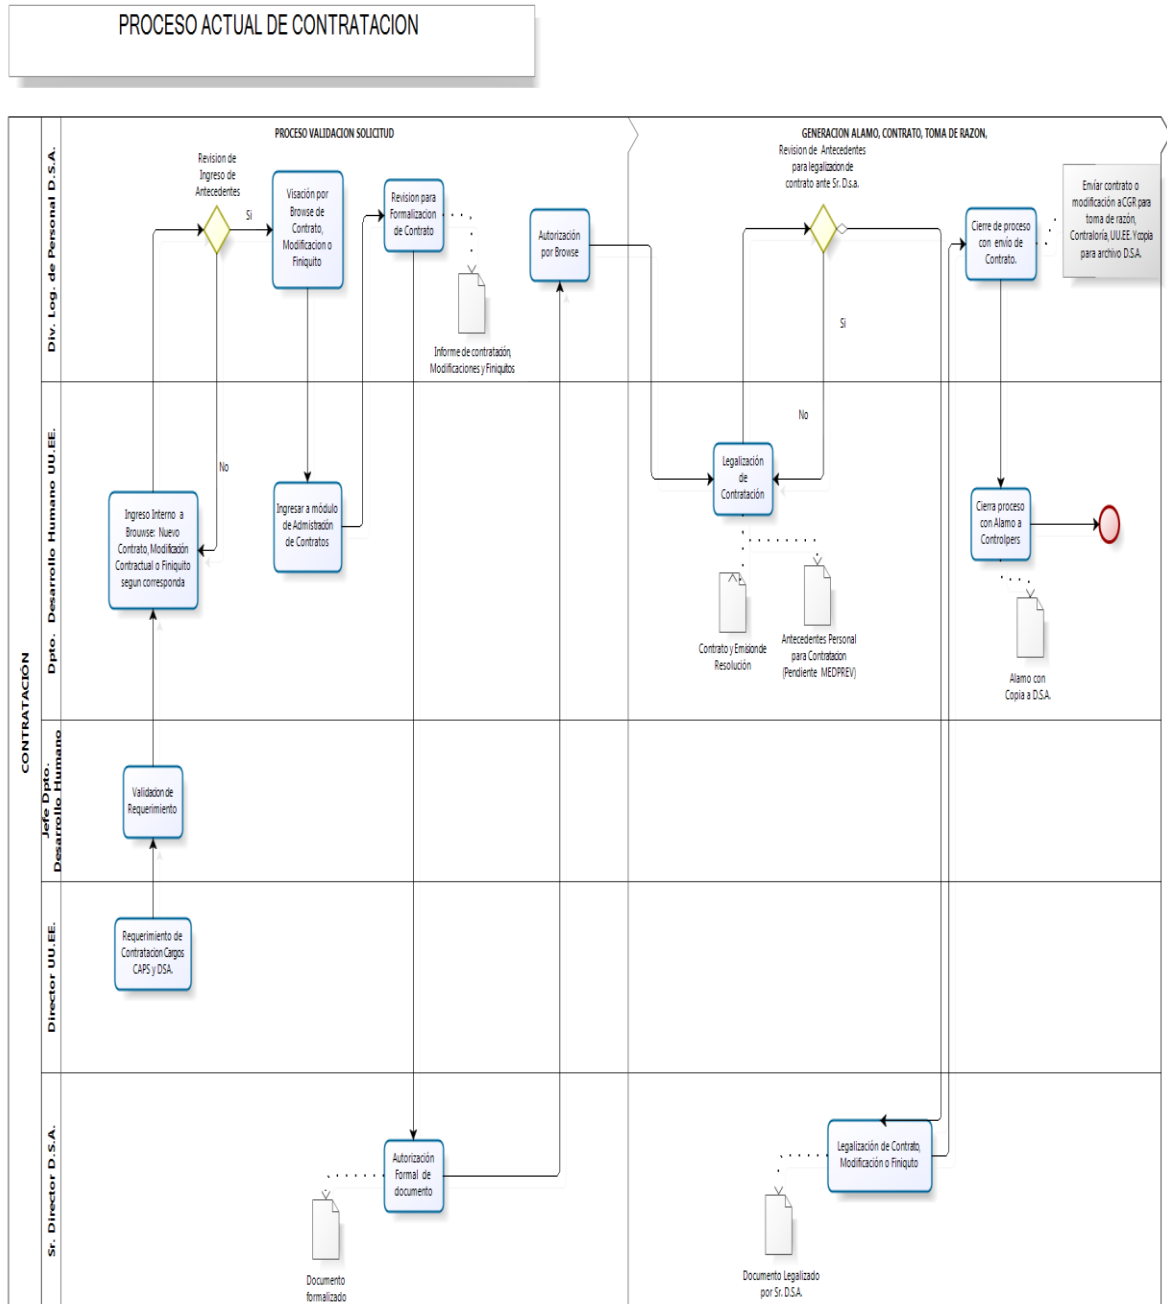 PROCESO ACTUAL DE CONTRATACION
PROCESO VALIDACION SOLICITUD
GENERACION ALAMO, CONTRATO, TOMA DE RAZON,
CONTRATACIÓN
Div. Log. de Personal D.S.A.
Revision de
Ingreso de
Antecedentes
Si
Visación por
Browse de
Contrato,
Modificacion o
Finiquito
Revision para
Formalizacion
de Contrato
Informe de contratación,
Modificaciones y Finiquitos
Autorización
por Browse
Revision de Antecedentes
para legalizacion de
contrato ante Sr. D.s.a.
Si
Cierre de proceso
con envío de
Contrato.
Envíar contrato o
modificación a CGR para
toma de razón,
Contraloría, UU.EE. Y copia
para archivo D.S.A.
Dpto. Desarrollo Humano UU.EE.
No
Ingreso Interno a
Brouwse: Nuevo
Contrato, Modificación
Contractual o Finiquito
segun corresponda
Ingresar a módulo
de Admistración
de Contratos
No
Legalización
de
Contratación
Contrato y Emision de
Resolución
Antecedentes Personal
para Contratacion
(Pendiente MEDPREV)
Cierra proceso
con Alamo a
Controlpers
Alamo con
Copia a D.S.A.
Jefe Dpto.
Desarrollo Humano
Validacion de
Requerimiento
Director UU.EE.
Requerimiento de
Contratacion Cargos
CAPS y DSA.
Sr. Director D.S.A.
Autorización
Formal de
documento
Documento
formalizado
Legalización de Contrato,
Modificación o Finiquto
Documento Legalizado
por Sr. D.S.A.